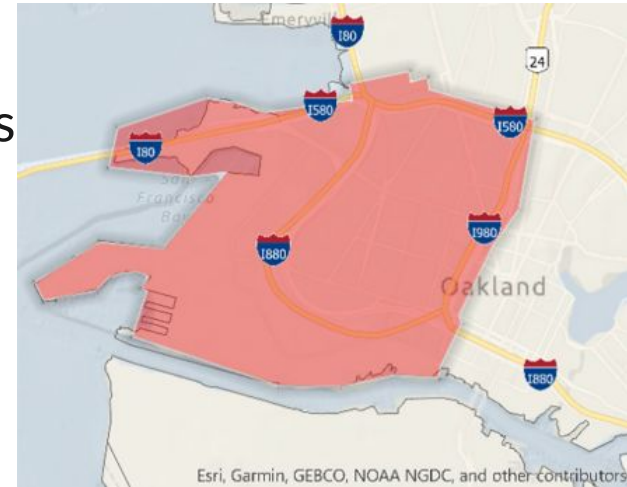 Emeryville
I80
24
I580
I580
I80
s
San
Francisco
Bay
I980
I880
Oakland
I880
Esri, Garmin, GEBCO, NOAA NGDC, and other contributors